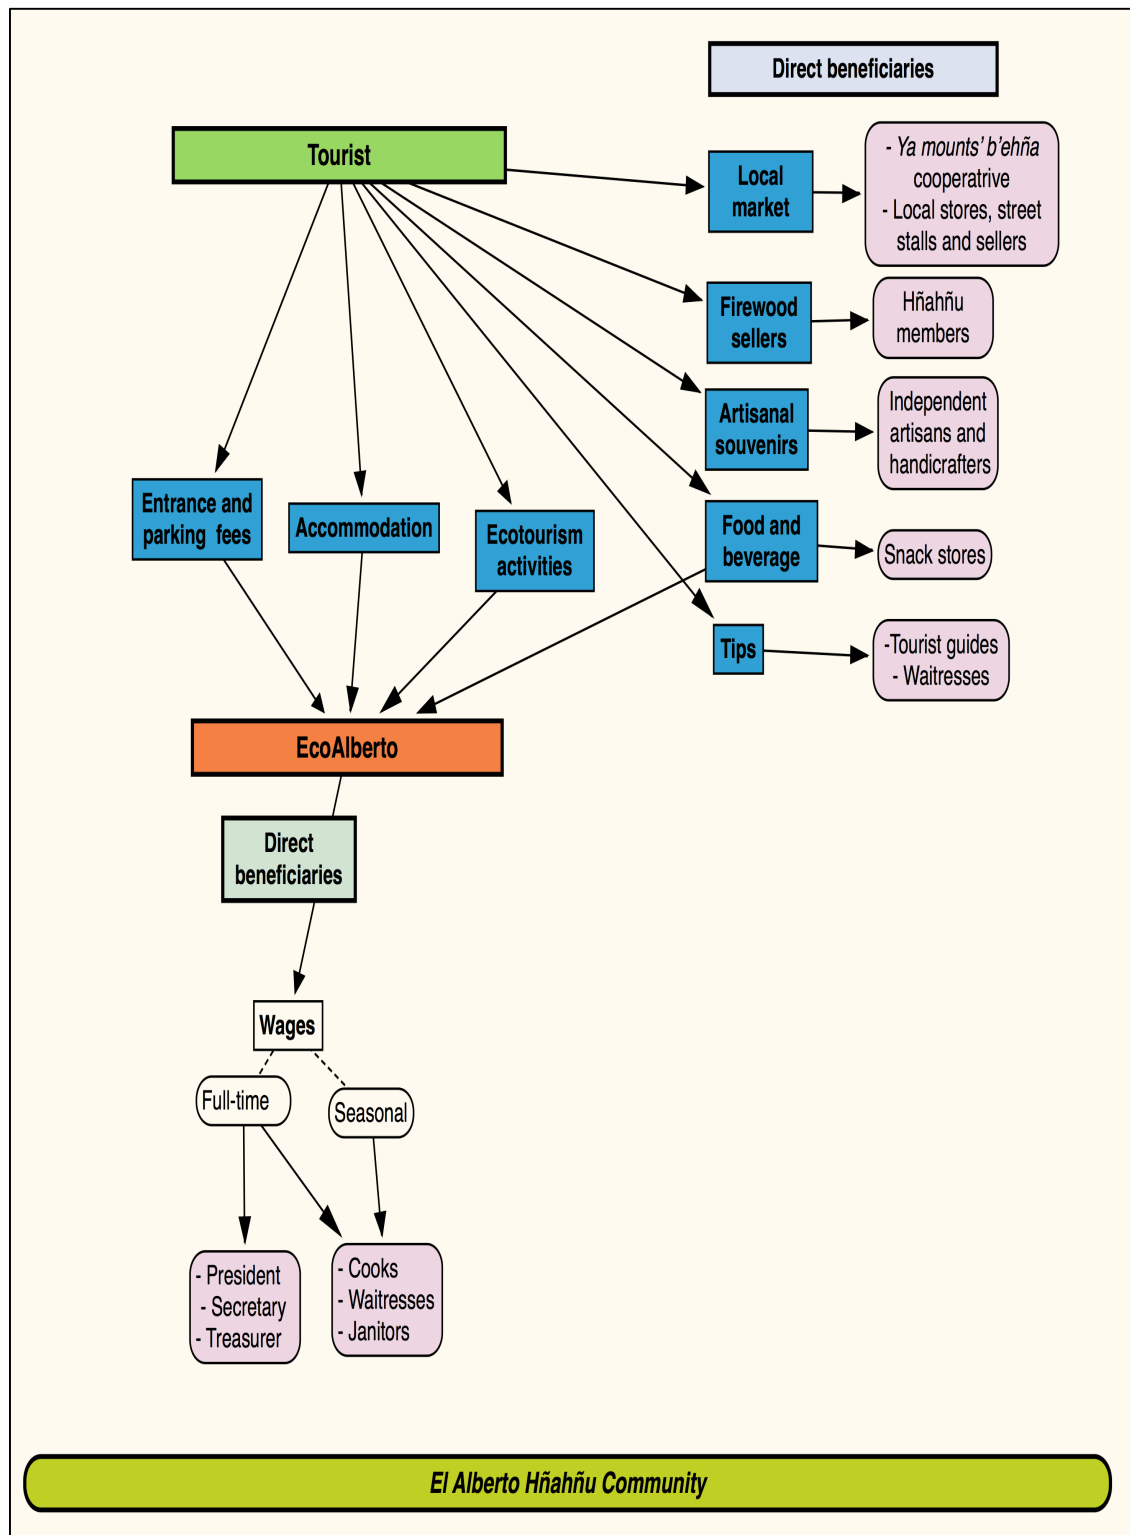 Direct beneficiaries
Tourist
Local
market
- Ya mounts’ b’ehña
cooperatrive
- Local stores, street
stalls and sellers
Firewood
sellers
Hñahñu
members
Artisanal
souvenirs
Independent
artisans and
handicrafters
Entrance and
parking fees
Accommodation
Ecotourism
activities
Food and
beverage
Snack stores
Tips
-Tourist guides
- Waitresses
EcoAlberto
Direct
beneficiaries
Wages
Full-time
Seasonal
- President
- Secretary
- Treasurer
- Cooks
- Waitresses
- Janitors
El Alberto Hñahñu Community